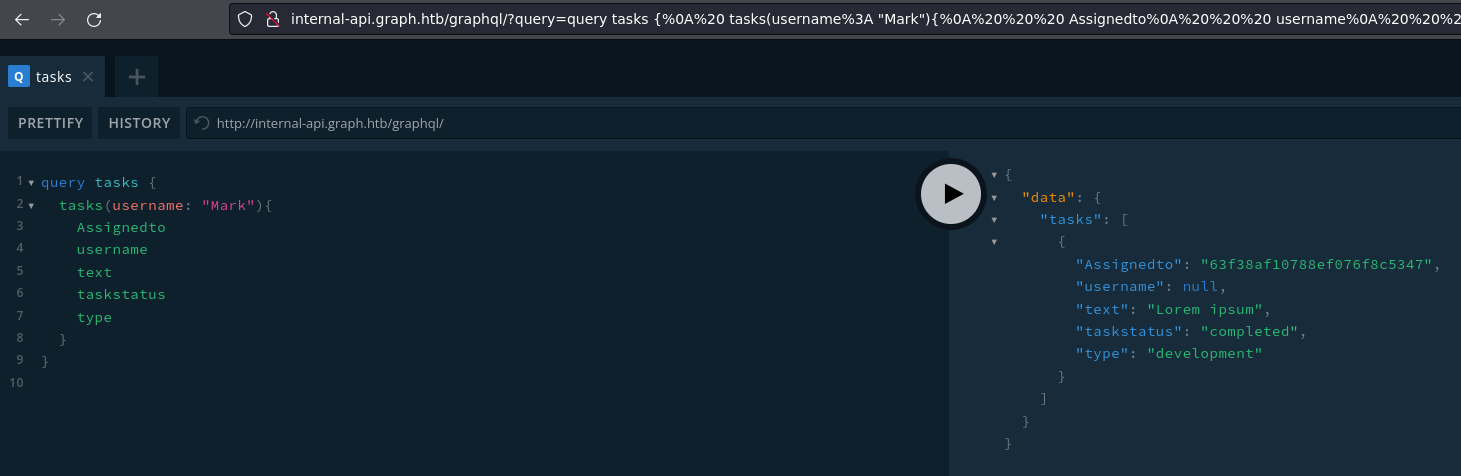 internal-api.graph.htb/graphql/?query=query tasks {%0A%20 tasks(username%3A "Mark"){%0A%20%20%20 Assignedto%0A%20%20%20 username%0A%20%20%2
Q tasks × +
PRETTIFY HISTORY http://internal-api.graph.htb/graphql/
1 query tasks {
2 tasks(username: "Mark"){
3 Assignedto
4 username
5 text
6 taskstatus
7 type
8 }
9 }
10
{
"data": {
"tasks": [
{
"Assignedto": "63f38af10788ef076f8c5347",
"username": null,
"text": "Lorem ipsum",
"taskstatus": "completed",
"type": "development"
}
]
}
}